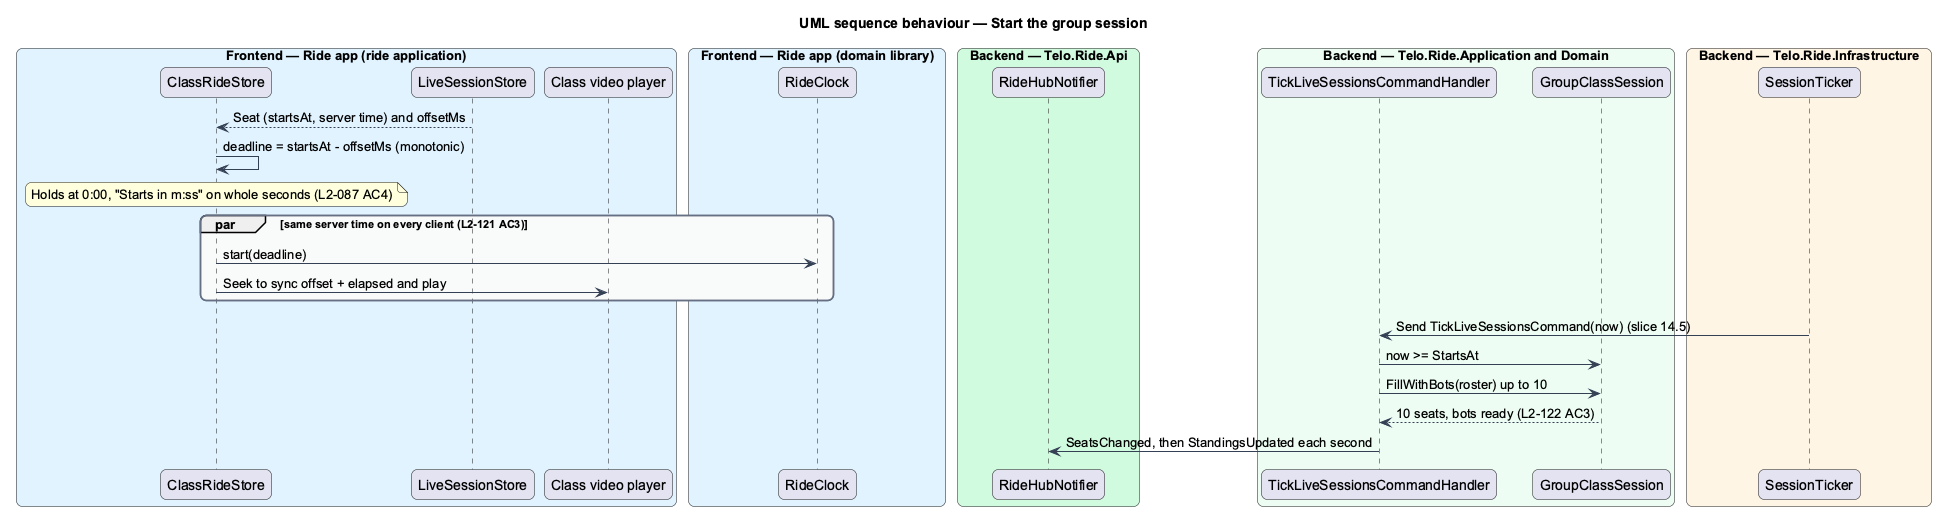 UML sequence behaviour — Start the group session
Frontend — Ride app (ride application)
Frontend — Ride app (domain library)
Backend — Telo.Ride.Api
Backend — Telo.Ride.Application and Domain
Backend — Telo.Ride.Infrastructure
ClassRideStore
LiveSessionStore
Class video player
RideClock
RideHubNotifier
TickLiveSessionsCommandHandler
GroupClassSession
SessionTicker
Seat (startsAt, server time) and offsetMs
deadline = startsAt - offsetMs (monotonic)
Holds at 0:00, "Starts in m:ss" on whole seconds (L2-087 AC4)
par
[same server time on every client (L2-121 AC3)]
start(deadline)
Seek to sync offset + elapsed and play
Send TickLiveSessionsCommand(now) (slice 14.5)
now >= StartsAt
FillWithBots(roster) up to 10
10 seats, bots ready (L2-122 AC3)
SeatsChanged, then StandingsUpdated each second
ClassRideStore
LiveSessionStore
Class video player
RideClock
RideHubNotifier
TickLiveSessionsCommandHandler
GroupClassSession
SessionTicker